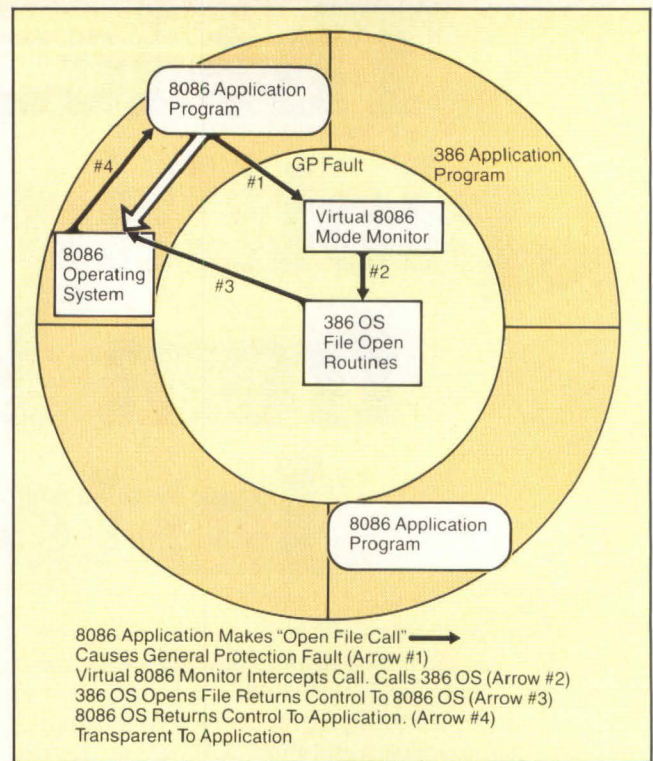 8086 Application
Program
#4
#1
GP Fault
386 Application
Program
Virtual 8086
Mode Monitor
8086
Operating
System
#2
#3
386 OS
File Open
Routines
8086 Application
Program
8086 Application Makes "Open File Call"
Causes General Protection Fault (Arrow #1)
Virtual 8086 Monitor Intercepts Call. Calls 386 OS (Arrow #2)
386 OS Opens File Returns Control To 8086 OS (Arrow #3)
8086 OS Returns Control To Application. (Arrow #4)
Transparent To Application